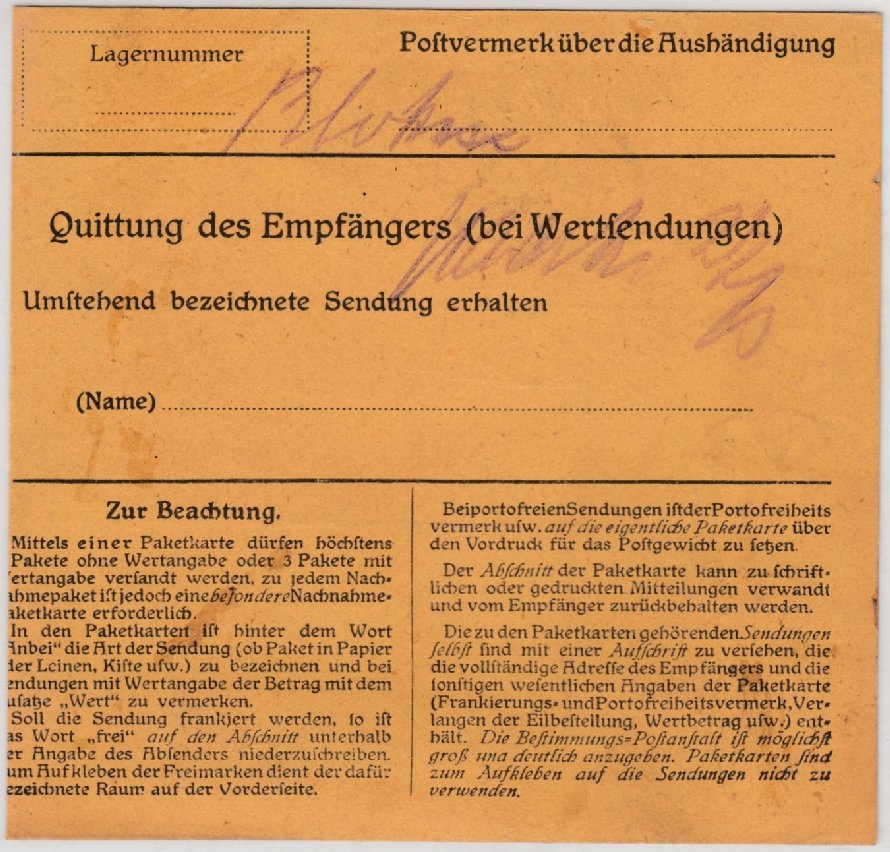 Lagernummer
Poſtvermerk über die Aushändigung
Quittung des Empfängers (bei Wertſendungen)
Umſtehend bezeichnete Sendung erhalten
(Name)
Zur Beachtung.
Mittels einer Paketkarte dürfen höchſtens
Pakete ohne Wertangabe oder 3 Pakete mit
ertangabe verſandt werden, zu jedem Nach-
ahmepaket iſt jedoch eine beſondere Nachnahme-
aketkarte erforderlich.
In den Paketkarten iſt hinter dem Wort
Anbei“ die Art der Sendung (ob Paket in Papier
der Leinen, Kiſte uſw.) zu bezeichnen und bei
endungen mit Wertangabe der Betrag mit dem
uſatze „Wert“ zu vermerken.
Soll die Sendung frankiert werden, ſo iſt
as Wort „frei“ auf den Abſchnitt unterhalb
er Angabe des Abſenders niederzuſchreiben.
um Aufkleben der Freimarken dient der dafür
ezeichnete Raum auf der Vorderſeite.
Bei portofreien Sendungen iſt der Portofreiheits
vermerk uſw. auf die eigentliche Paketkarte über
den Vordruck für das Poſtgewicht zu ſetzen.
Der Abſchnitt der Paketkarte kann zu ſchrift-
lichen oder gedruckten Mitteilungen verwandt
und vom Empfänger zurückbehalten werden.
Die zu den Paketkarten gehörenden Sendungen
ſelbſt ſind mit einer Aufſchrift zu verſehen, die
die vollſtändige Adreſſe des Empfängers und die
ſonſtigen weſentlichen Angaben der Paketkarte
(Frankierungs- und Portofreiheitsvermerk, Ver-
langen der Eilbeſtellung, Wertbetrag uſw.) ent-
hält. Die Beſtimmungs-Poſtanſtalt iſt möglichſt
groß und deutlich anzugeben. Paketkarten ſind
zum Aufkleben auf die Sendungen nicht zu
verwenden.